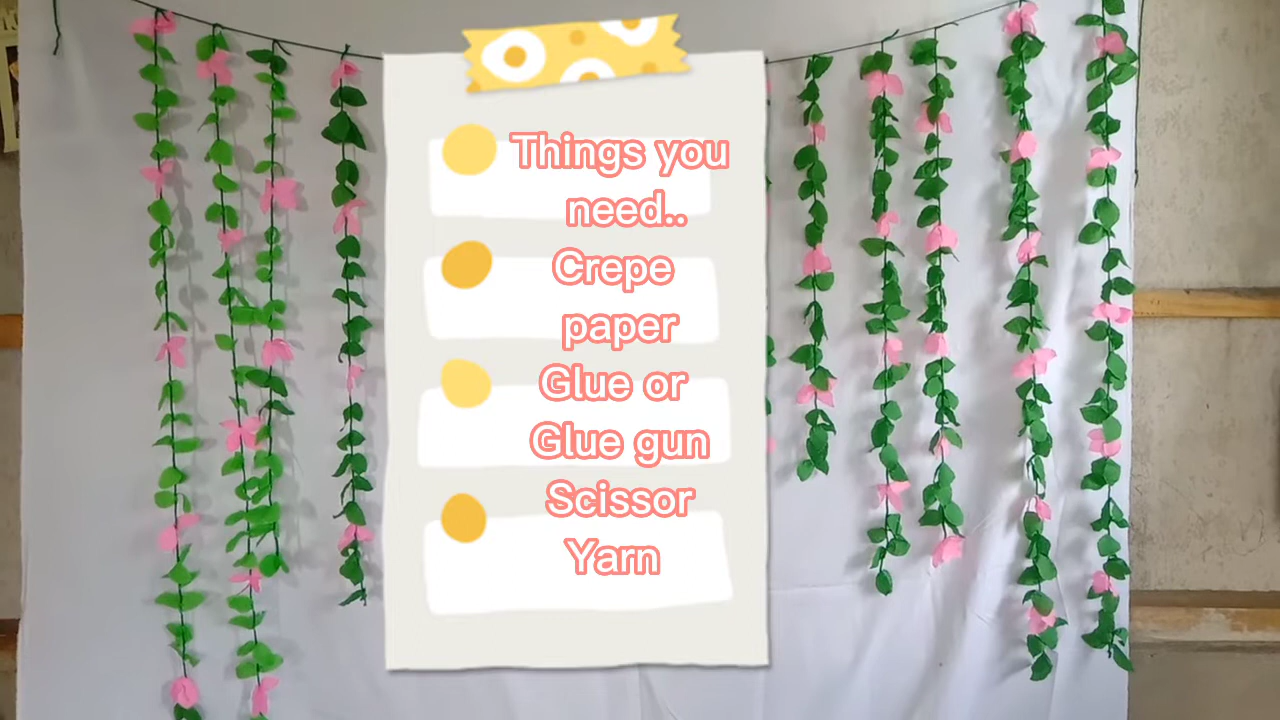 Things you
need..
Crepe
paper
Glue or
Glue gun
Scissor
Yarn